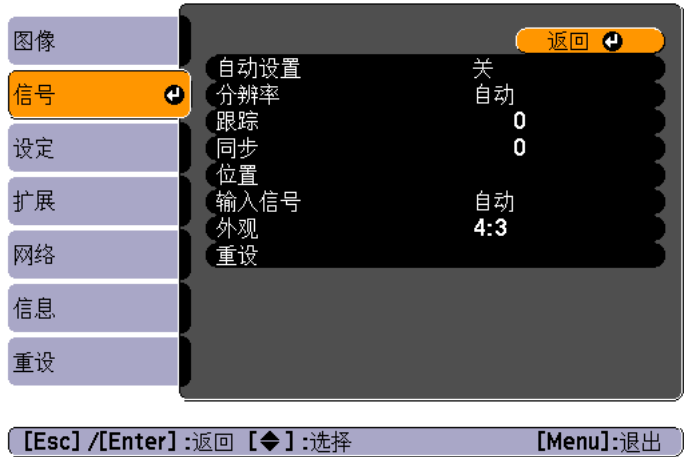 图像
信号
设定
扩展
网络
信息
重设
返回
自动设置 关
分辨率 自动
跟踪 0
同步 0
位置
输入信号 自动
外观 4:3
重设
[Esc] /[Enter] :返回 [◆] :选择 [Menu]:退出